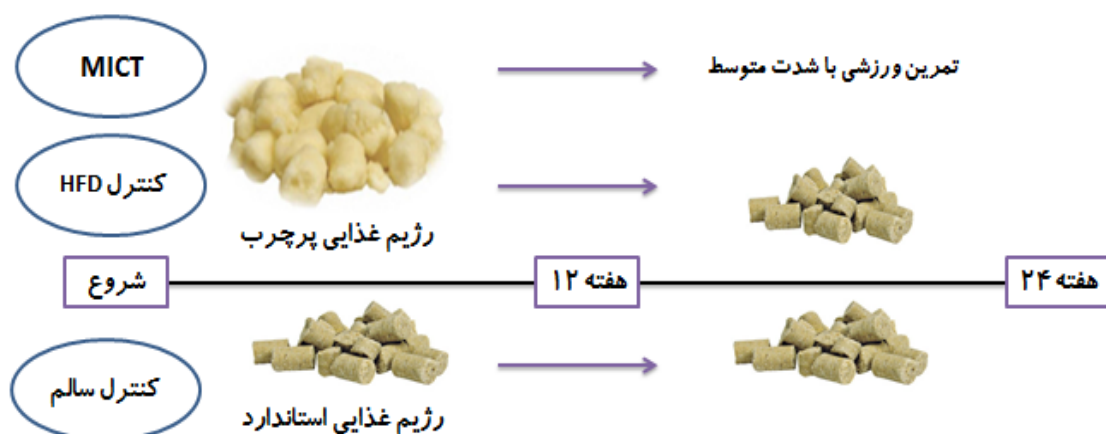 MICT
تمرین ورزشی با شدت متوسط
کنترل HFD
رژیم غذایی پرچرب
شروع
هفته ۱۲
هفته ۲۴
کنترل سالم
رژیم غذایی استاندارد